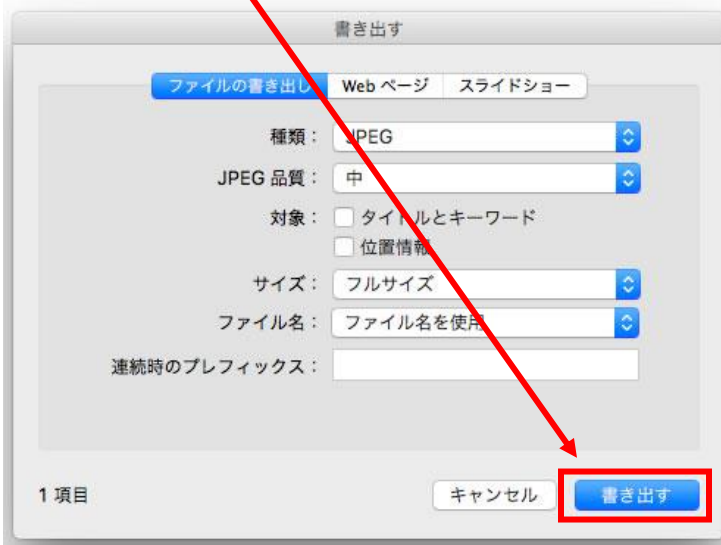 書き出す
ファイルの書き出し Web ページ スライドショー
種類： JPEG
JPEG 品質： 中
対象： タイトルとキーワード
位置情報
サイズ： フルサイズ
ファイル名： ファイル名を使用
連続時のプレフィックス：
1 項目 キャンセル 書き出す